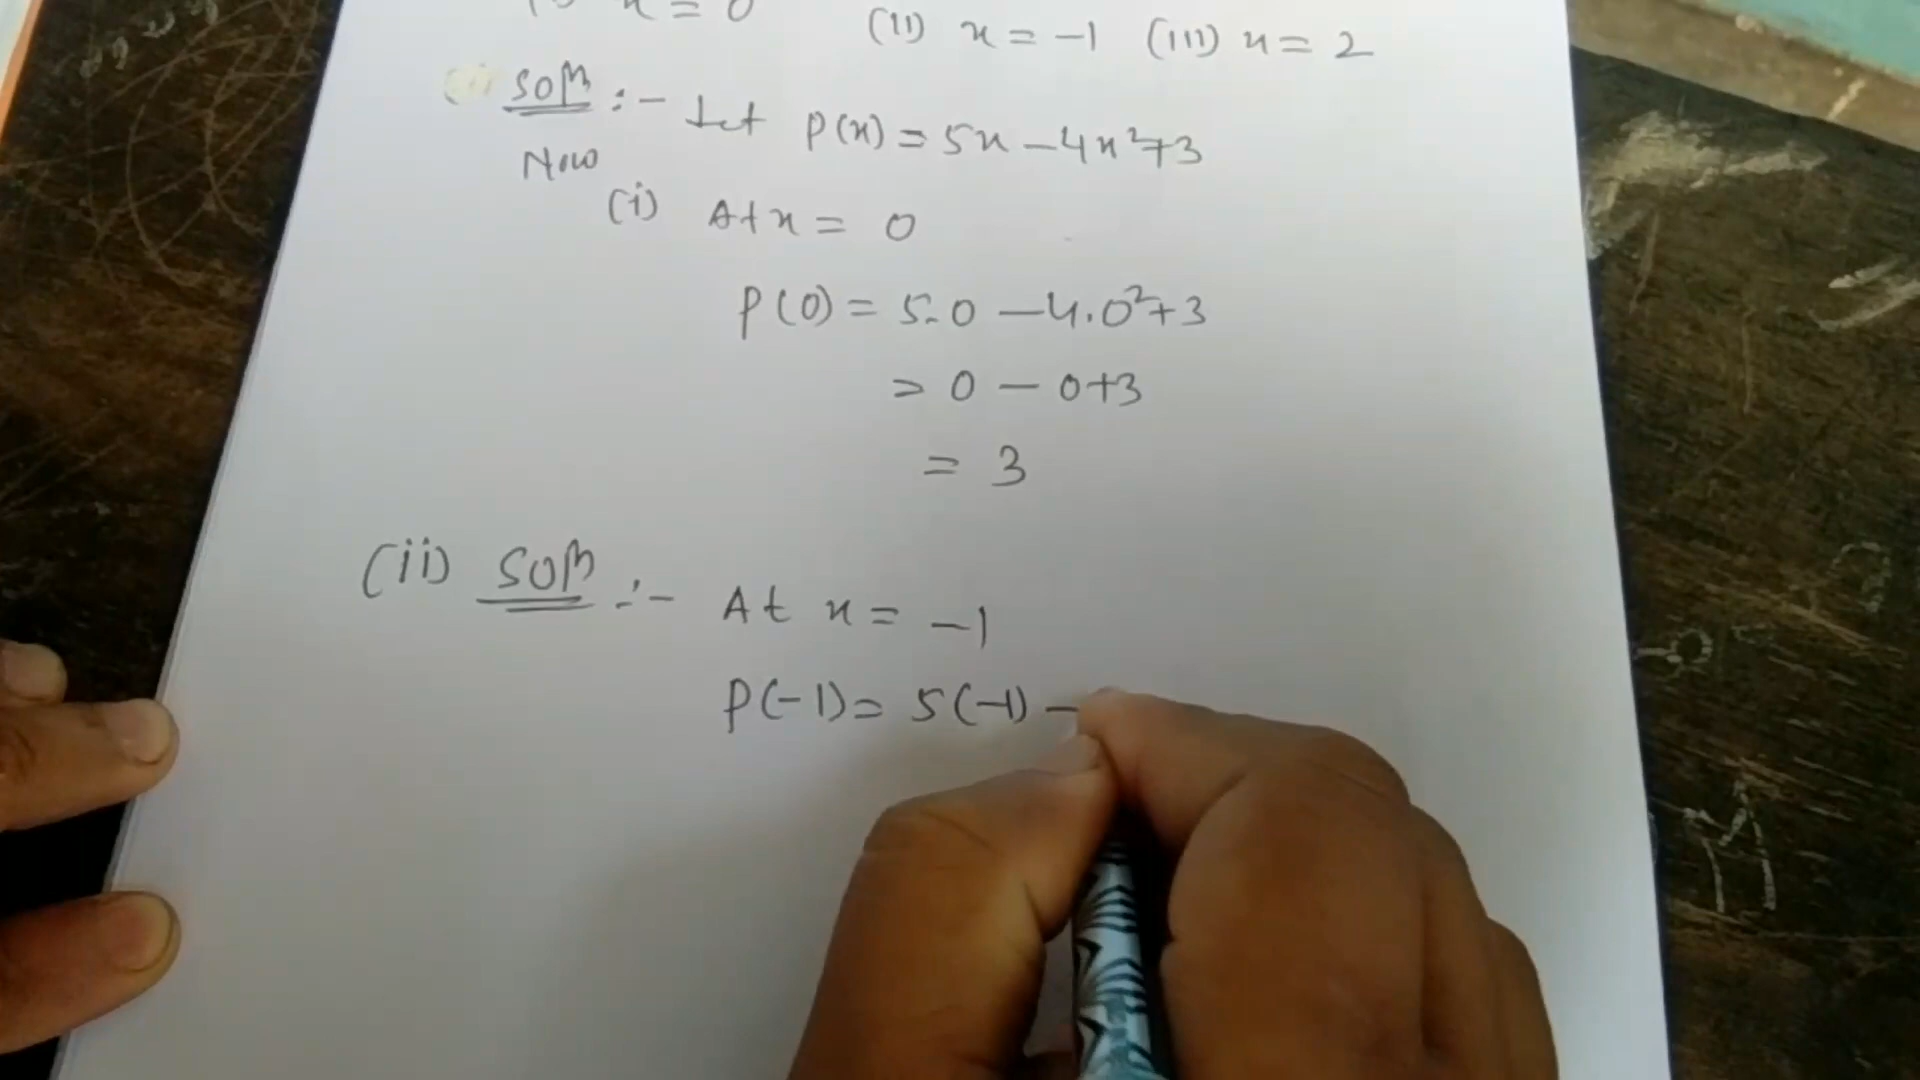 (i) x = 0 (ii) x = -1 (iii) x = 2
Soln :- Let P(x) = 5x - 4x² + 3
Now
(i) At x = 0
P(0) = 5.0 - 4.0² + 3
= 0 - 0+3
= 3
(ii) Soln :- At x = -1
P(-1) = 5(-1) -